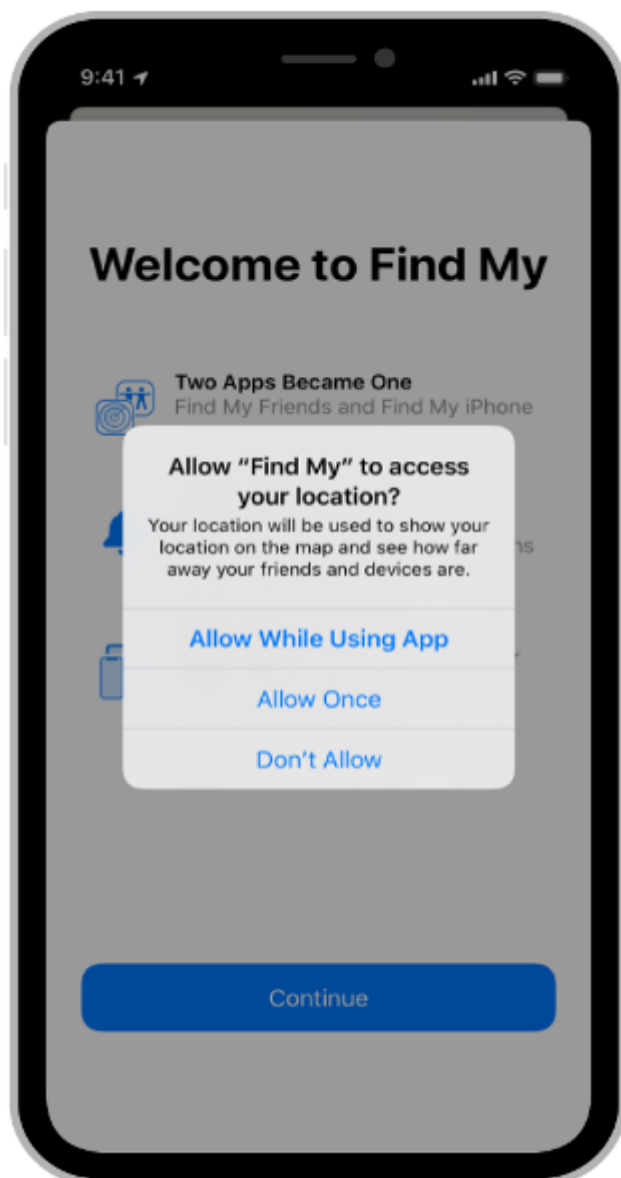 9:41
Welcome to Find My
Two Apps Became One
Find My Friends and Find My iPhone
Allow “Find My” to access
your location?
Your location will be used to show your
location on the map and see how far
away your friends and devices are.
Allow While Using App
Allow Once
Don’t Allow
Continue